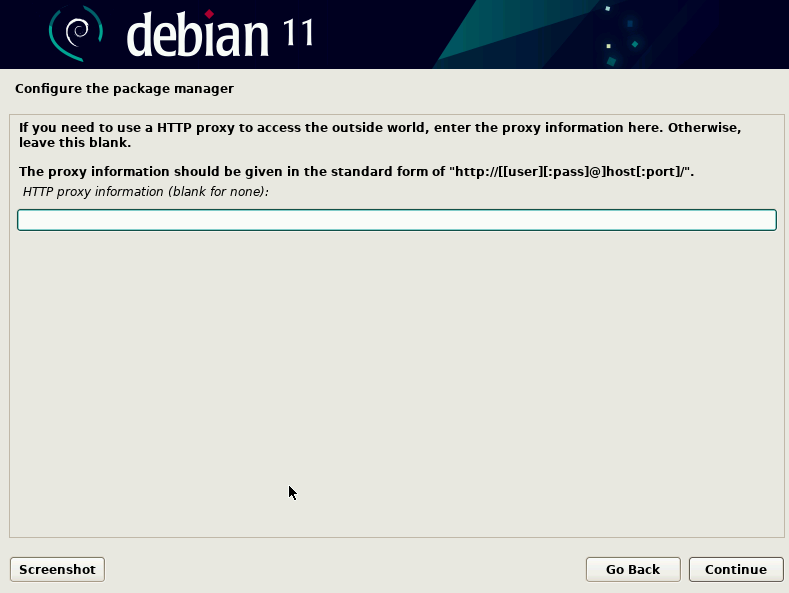 debian 11
Configure the package manager
If you need to use a HTTP proxy to access the outside world, enter the proxy information here. Otherwise,
leave this blank.
The proxy information should be given in the standard form of "http://[[user][:pass]@]host[:port]/".
HTTP proxy information (blank for none):
Screenshot
Go Back
Continue